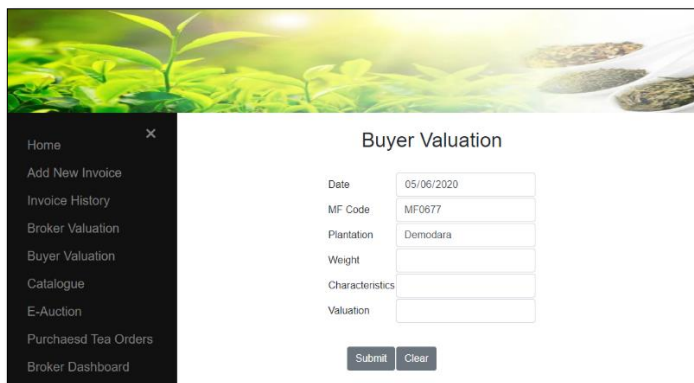 Home ×
Add New Invoice
Invoice History
Broker Valuation
Buyer Valuation
Catalogue
E-Auction
Purchaesd Tea Orders
Broker Dashboard
Buyer Valuation
Date 05/06/2020
MF Code MF0677
Plantation Demodara
Weight
Characteristics
Valuation
Submit Clear